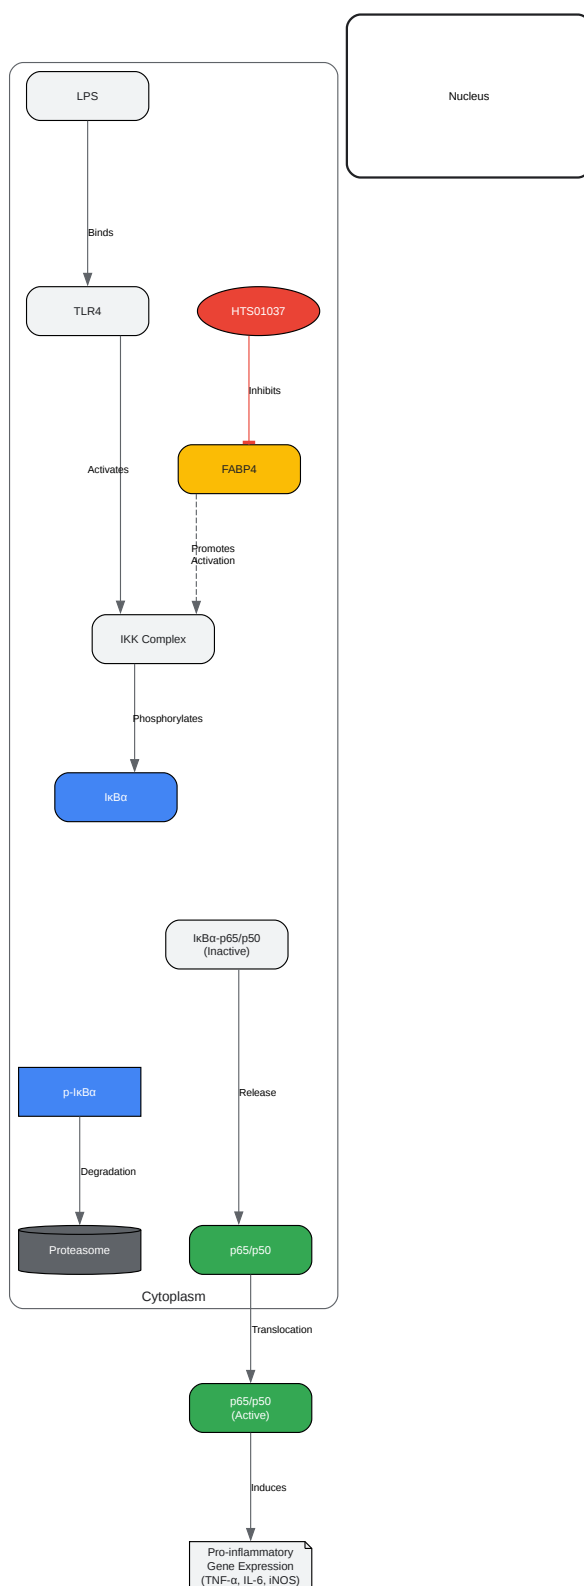 Nucleus
LPS
Binds
TLR4
HTS01037
Inhibits
Activates
FABP4
Promotes
Activation
IKK Complex
Phosphorylates
IκBα
IκBα-p65/p50
(Inactive)
p-IκBα
Release
Degradation
Proteasome
p65/p50
Cytoplasm
Translocation
p65/p50
(Active)
Induces
Pro-inflammatory
Gene Expression
(TNF-α, IL-6, iNOS)